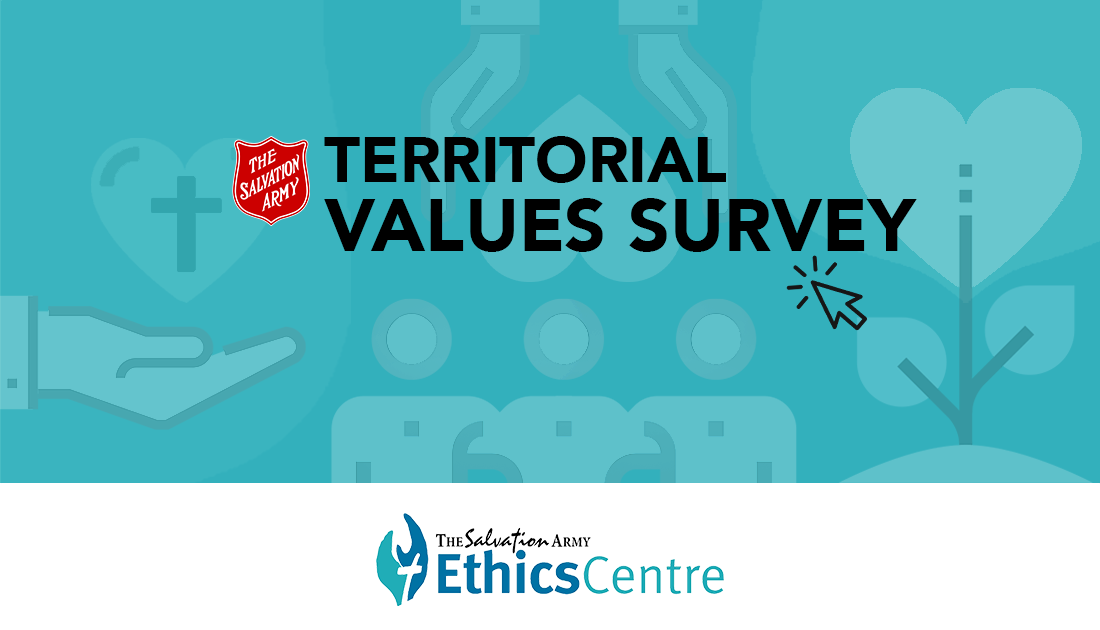 THE
SALVATION
ARMY
TERRITORIAL
VALUES SURVEY
THE Salvation ARMY
EthicsCentre